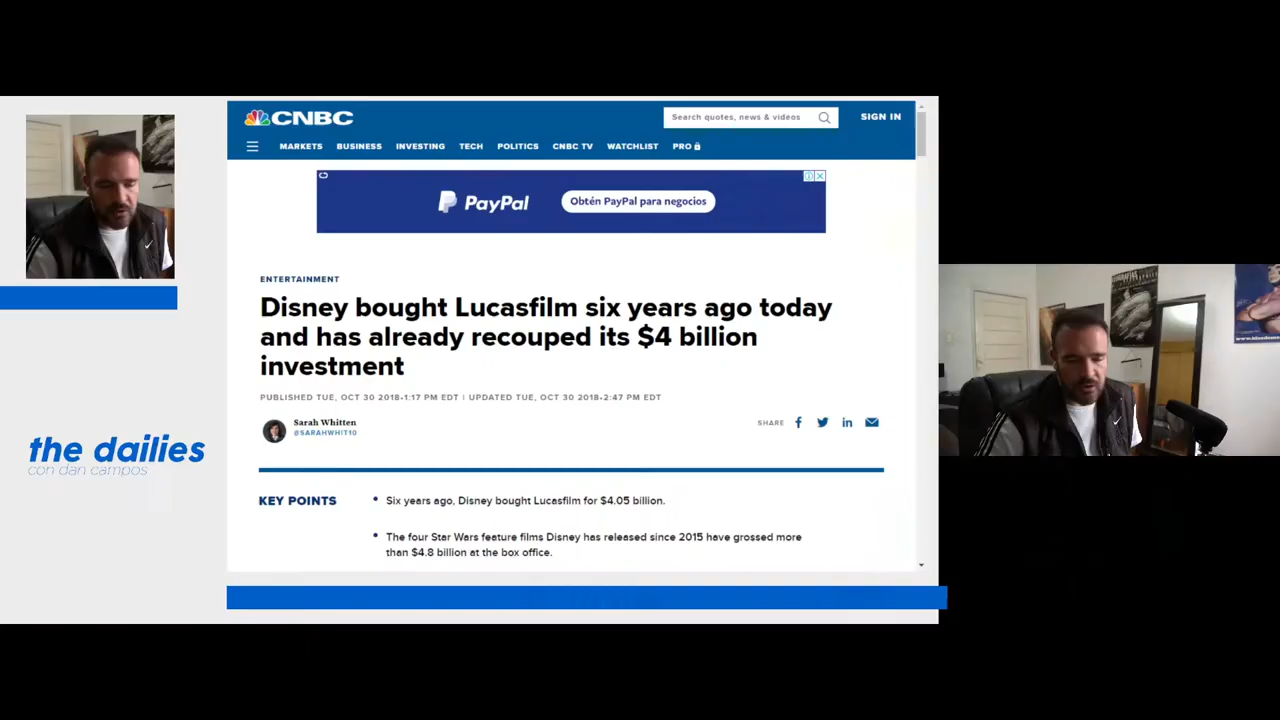 CNBC
Search quotes, news & videos
SIGN IN
MARKETS BUSINESS INVESTING TECH POLITICS CNBC TV WATCHLIST PRO
PayPal
Obtén PayPal para negocios
ENTERTAINMENT
Disney bought Lucasfilm six years ago today
and has already recouped its $4 billion
investment
PUBLISHED TUE, OCT 30 2018•1:17 PM EDT | UPDATED TUE, OCT 30 2018•2:47 PM EDT
Sarah Whitten
@SARAHWHIT10
SHARE
KEY POINTS
• Six years ago, Disney bought Lucasfilm for $4.05 billion.
• The four Star Wars feature films Disney has released since 2015 have grossed more
than $4.8 billion at the box office.
the dailies
con dan campos